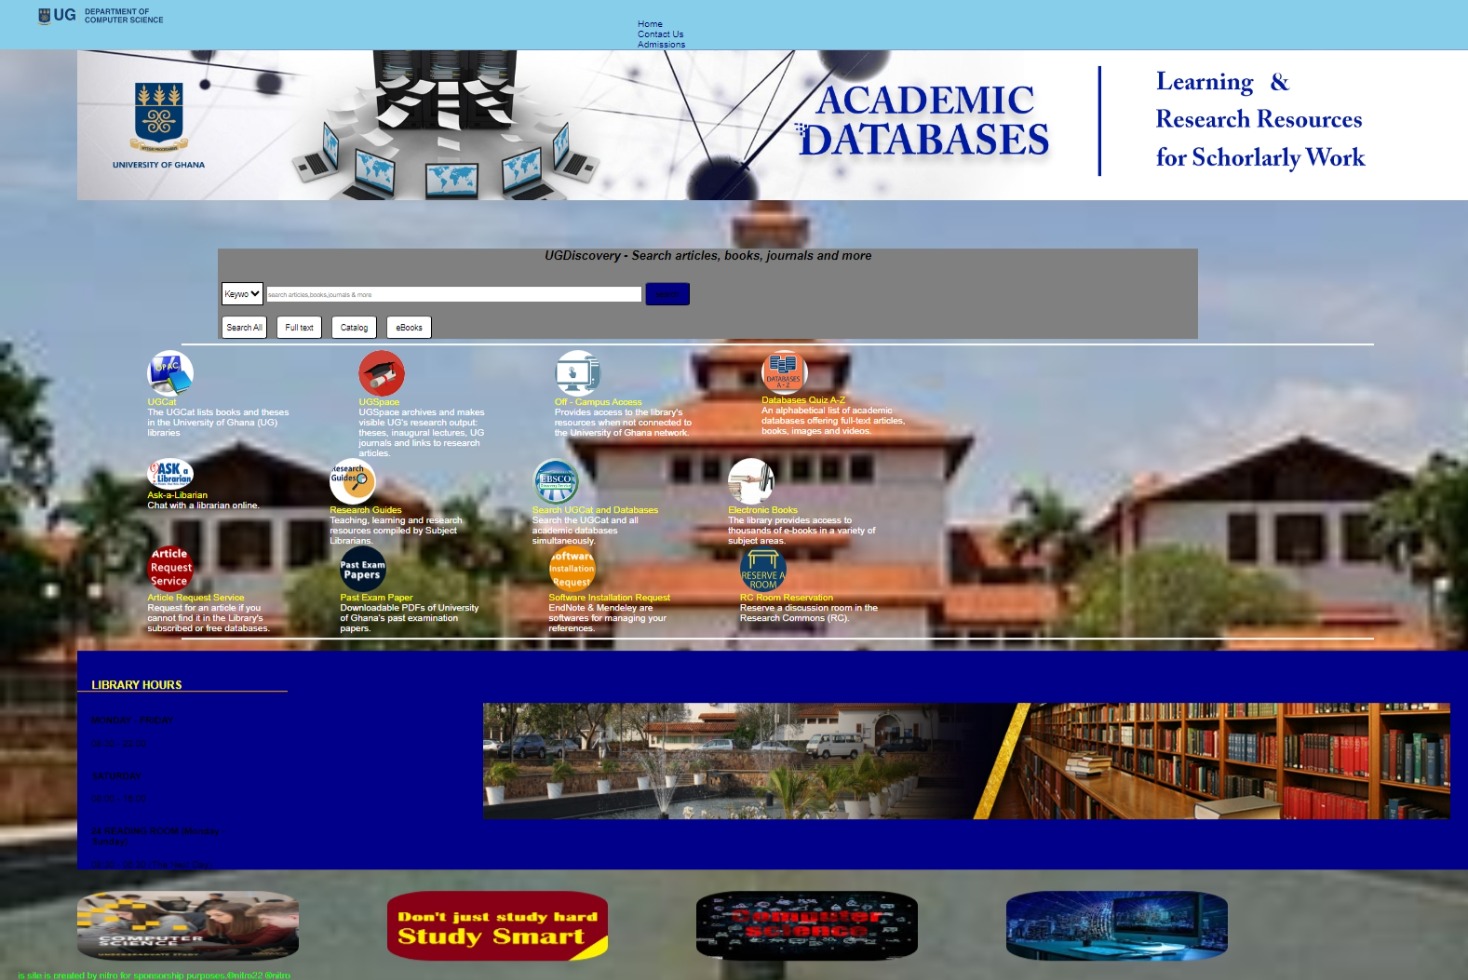 UG DEPARTMENT OF
COMPUTER SCIENCE
Home
Contact Us
Admissions
UNIVERSITY OF GHANA
ACADEMIC
DATABASES
Learning &
Research Resources
for Schorlarly Work
UGDiscovery - Search articles, books, journals and more
Keywo
search articles,books,journals & more
Search All
Full text
Catalog
eBooks
OPAC
UGCat
The UGCat lists books and theses
in the University of Ghana (UG)
libraries
UGSpace
UGSpace archives and makes
visible UG's research output:
theses, inaugural lectures, UG
journals and links to research
articles.
Off - Campus Access
Provides access to the library's
resources when not connected to
the University of Ghana network.
DATABASES
A-Z
Databases Quiz A-Z
An alphabetical list of academic
databases offering full-text articles,
books, images and videos.
ASK a
Librarian
Ask-a-Libarian
Chat with a librarian online.
Research
Guides
Research Guides
Teaching, learning and research
resources compiled by Subject
Librarians.
EBSCO
Search UGCat and Databases
Search the UGCat and all
academic databases
simultaneously.
Electronic Books
The library provides access to
thousands of e-books in a variety of
subject areas.
Article
Request
Service
Article Request Service
Request for an article if you
cannot find it in the Library's
subscribed or free databases.
Past Exam
Papers
Past Exam Paper
Downloadable PDFs of University
of Ghana's past examination
papers.
Software
Installation
Request
Software Installation Request
EndNote & Mendeley are
softwares for managing your
references.
RESERVE A
ROOM
RC Room Reservation
Reserve a discussion room in the
Research Commons (RC).
LIBRARY HOURS
MONDAY - FRIDAY
SATURDAY
COMPUTER
SCIENCE
Don't just study hard
Study Smart
Computer
science
is site is created by nitro for sponsorship purposes.@nitro22 @nitro